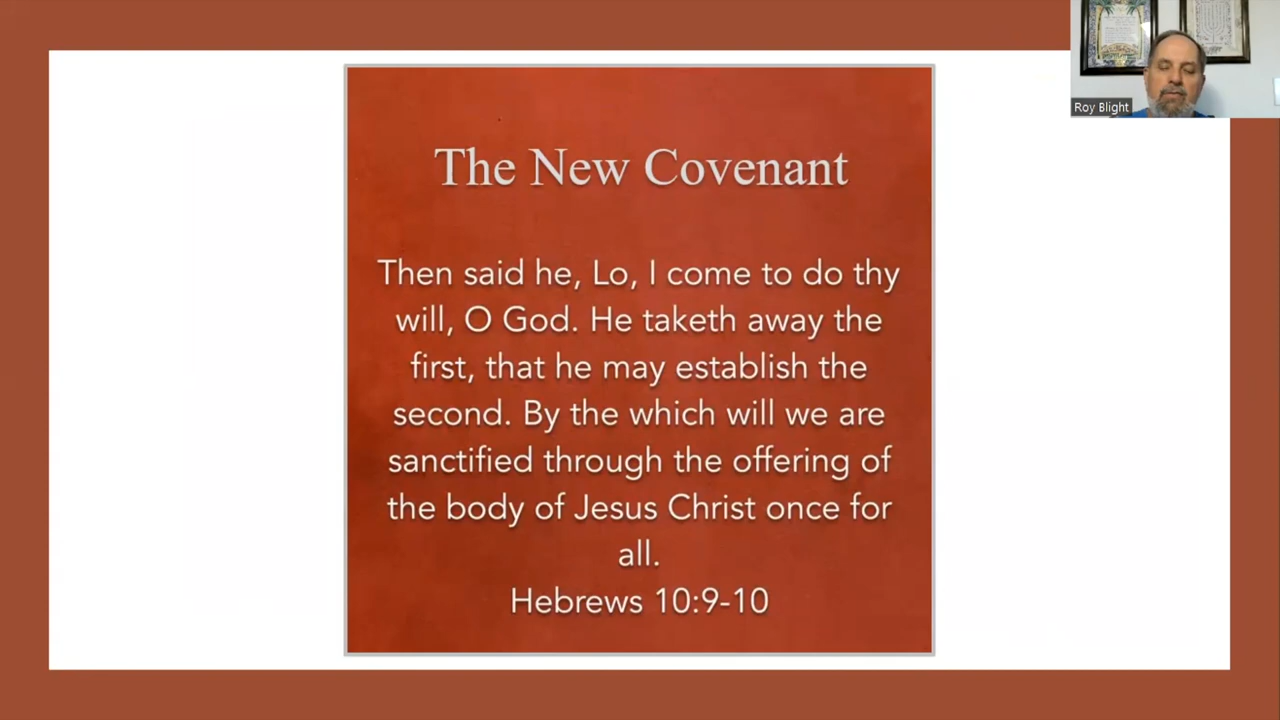 The New Covenant
Then said he, Lo, I come to do thy
will, O God. He taketh away the
first, that he may establish the
second. By the which will we are
sanctified through the offering of
the body of Jesus Christ once for
all.
Hebrews 10:9-10
Roy Blight